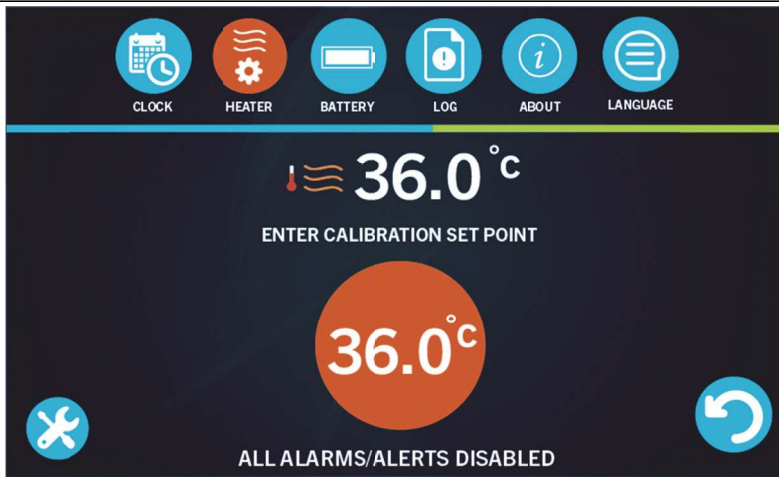 CLOCK HEATER BATTERY LOG ABOUT LANGUAGE
36.0°C
ENTER CALIBRATION SET POINT
36.0°C
ALL ALARMS/ALERTS DISABLED